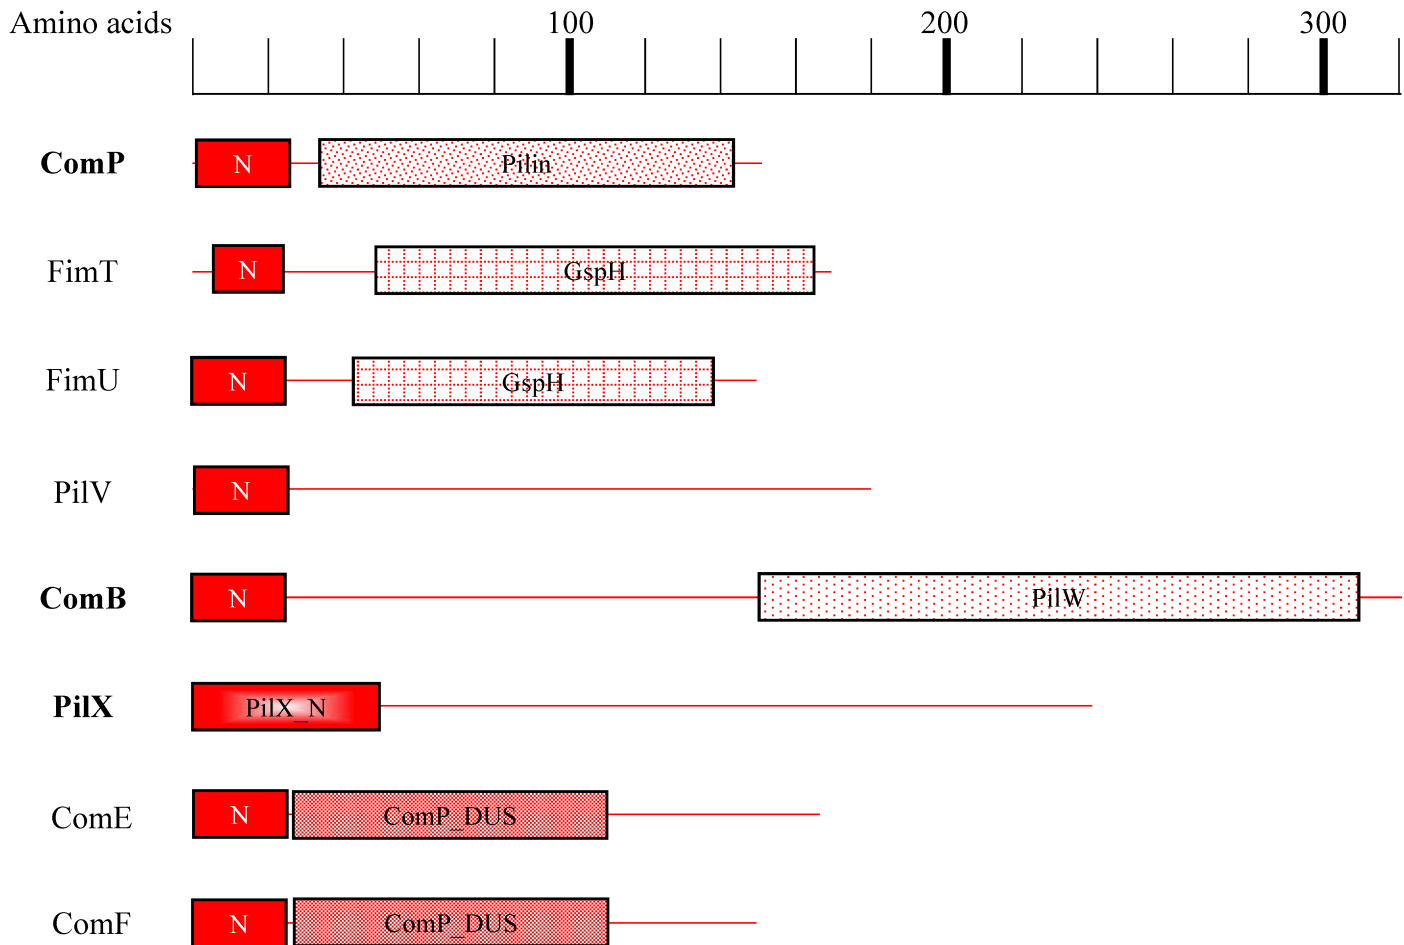 Amino acids 100 200 300
ComP N Pilin
FimT N GspH
FimU N GspH
PilV N
ComB N PilW
PilX PilX_N
ComE N ComP_DUS
ComF N ComP_DUS